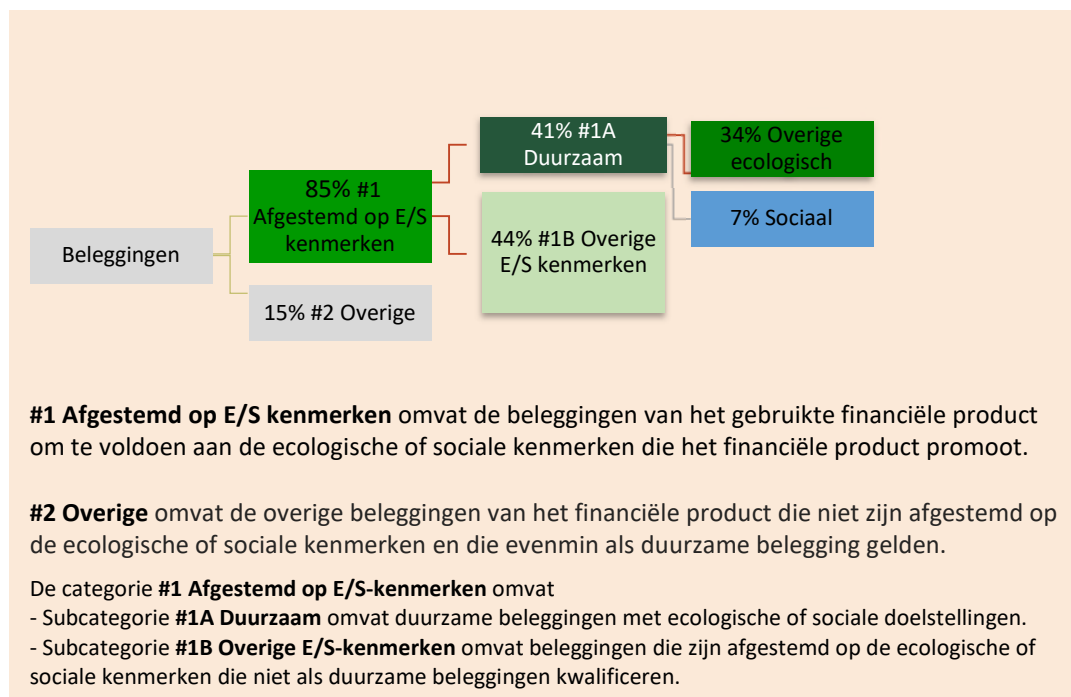 41% #1A
Duurzaam
34% Overige
ecologisch
85% #1
Afgestemd op E/S
kenmerken
7% Sociaal
44% #1B Overige
E/S kenmerken
Beleggingen
15% #2 Overige
#1 Afgestemd op E/S kenmerken omvat de beleggingen van het gebruikte financiële product
om te voldoen aan de ecologische of sociale kenmerken die het financiële product promoot.
#2 Overige omvat de overige beleggingen van het financiële product die niet zijn afgestemd op
de ecologische of sociale kenmerken en die evenmin als duurzame belegging gelden.
De categorie #1 Afgestemd op E/S-kenmerken omvat
- Subcategorie #1A Duurzaam omvat duurzame beleggingen met ecologische of sociale doelstellingen.
- Subcategorie #1B Overige E/S-kenmerken omvat beleggingen die zijn afgestemd op de ecologische of
sociale kenmerken die niet als duurzame beleggingen kwalificeren.